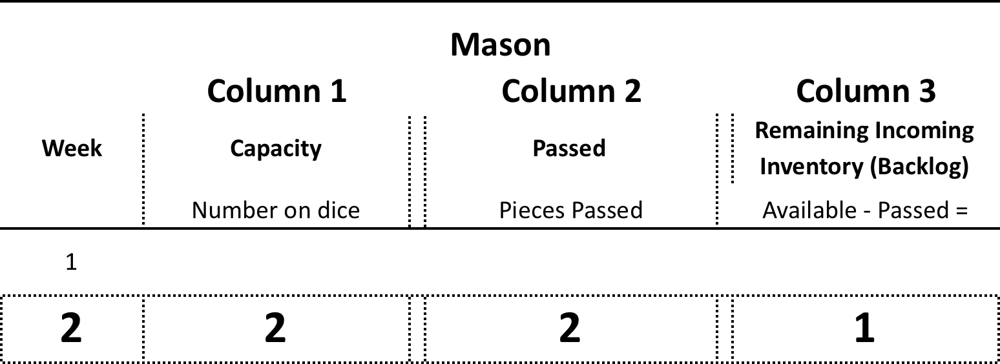 Mason
Column 1 Column 2 Column 3
Week Capacity Passed Remaining Incoming
Inventory (Backlog)
Number on dice Pieces Passed Available - Passed =
1
2 2 2 1